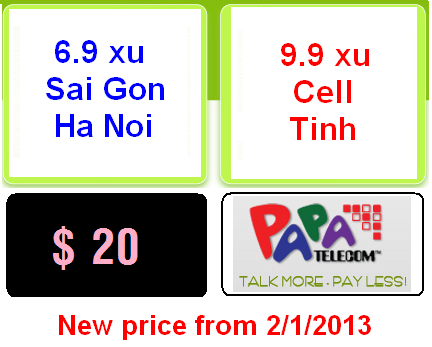 6.9 xu
Sai Gon
Ha Noi
9.9 xu
Cell
Tinh
$ 20
PAPA
TELECOM™
TALK MORE - PAY LESS!
New price from 2/1/2013